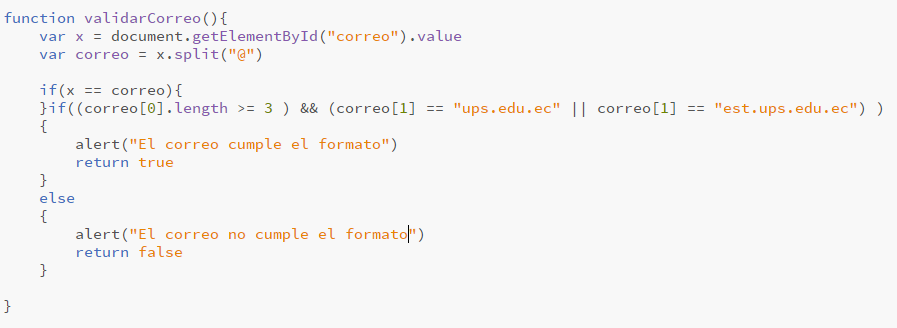 function validarCorreo(){
    var x = document.getElementById("correo").value
    var correo = x.split("@")

    if(x == correo){
    }if((correo[0].length >= 3 ) && (correo[1] == "ups.edu.ec" || correo[1] == "est.ups.edu.ec") )
    {
        alert("El correo cumple el formato")
        return true
    }
    else
    {
        alert("El correo no cumple el formato")
        return false
    }

}